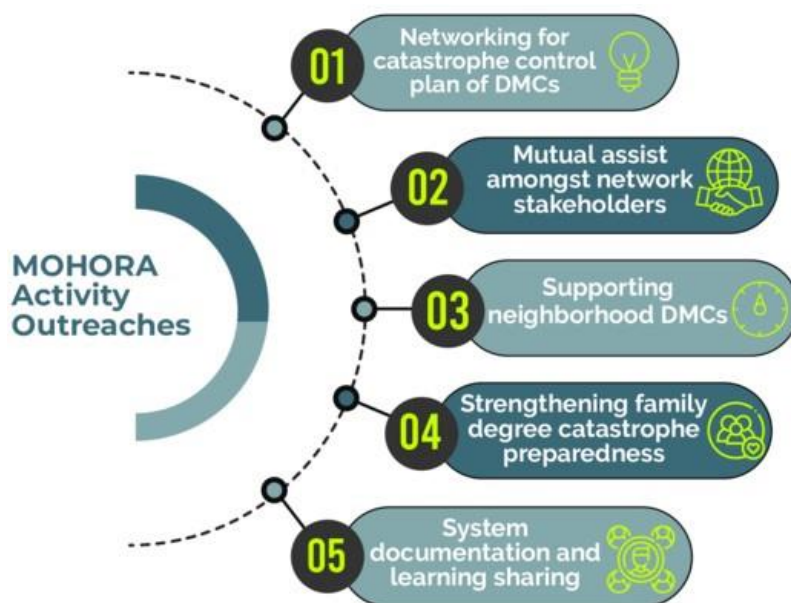 MOHORA
Activity
Outreaches
01
Networking for
catastrophe control
plan of DMCs
02
Mutual assist
amongst network
stakeholders
03
Supporting
neighborhood DMCs
04
Strengthening family
degree catastrophe
preparedness
05
System
documentation and
learning sharing